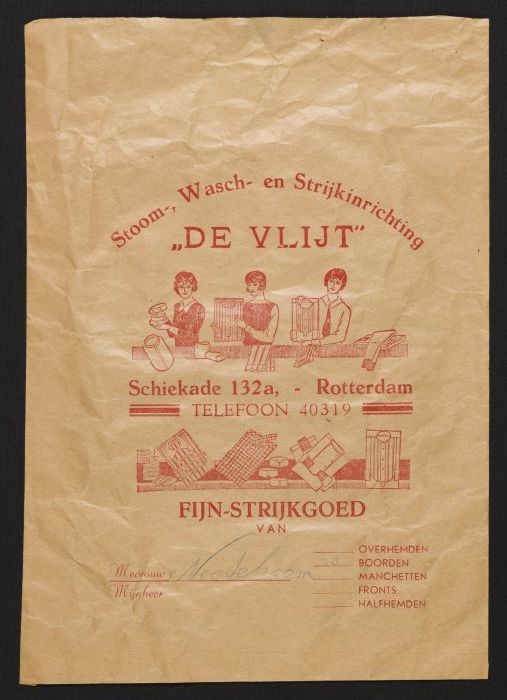 Stoom-, Wasch- en Strijkinrichting
„DE VLIJT"
Schiekade 132a, - Rotterdam
TELEFOON 40319
FIJN-STRIJKGOED
VAN
Mevrouw Nordeboom
Mijnheer
OVERHEMDEN
BOORDEN
MANCHETTEN
FRONTS
HALFHEMDEN